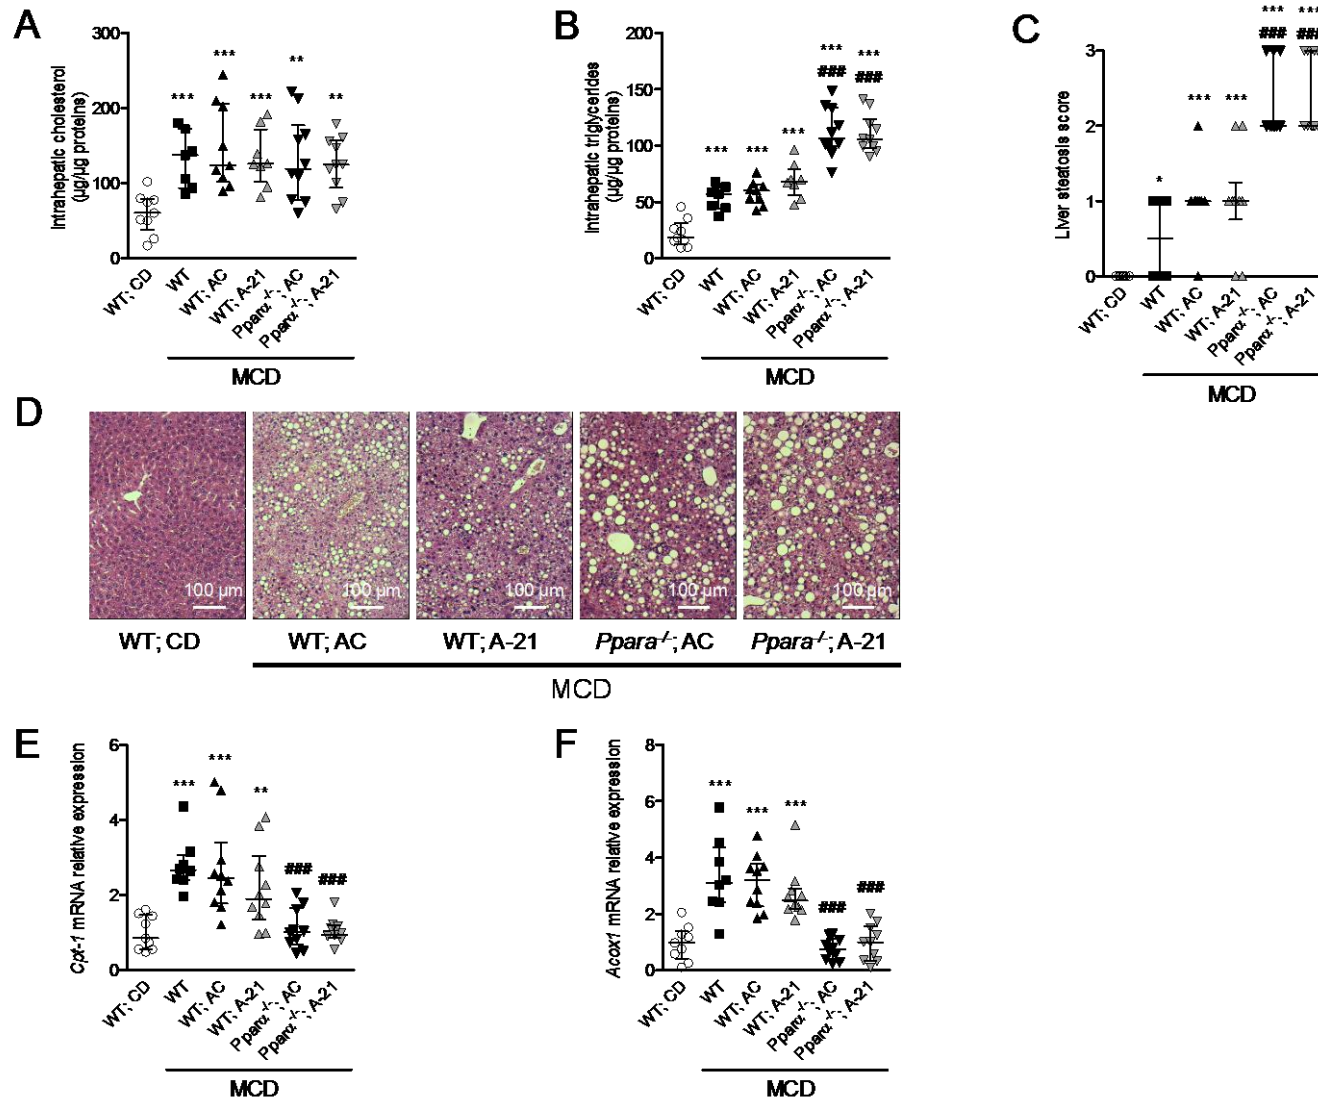 A
Intrahepatic cholesterol
(µg/µg proteins)
300
200
100
0
***
***
***
**
**
WT; CD
WT
WT; AC
WT; A-21
Pparα-/-; AC
Pparα-/-; A-21
MCD
B
Intrahepatic triglycerides
(µg/µg proteins)
200
150
100
50
0
***
***
***
***
###
***
###
WT; CD
WT
WT; AC
WT; A-21
Pparα-/-; AC
Pparα-/-; A-21
MCD
C
Liver steatosis score
3
2
1
0
*
***
***
***
###
***
###
WT; CD
WT
WT; AC
WT; A-21
Pparα-/-; AC
Pparα-/-; A-21
MCD
D
100 µm
100 µm
100 µm
100 µm
100 µm
WT; CD
WT; AC
WT; A-21
Ppara-/-; AC
Ppara-/-; A-21
MCD
E
Cpt-1 mRNA relative expression
6
4
2
0
***
***
**
###
###
WT; CD
WT
WT; AC
WT; A-21
Pparα-/-; AC
Pparα-/-; A-21
MCD
F
Acox1 mRNA relative expression
8
6
4
2
0
***
***
***
###
###
WT; CD
WT
WT; AC
WT; A-21
Pparα-/-; AC
Pparα-/-; A-21
MCD